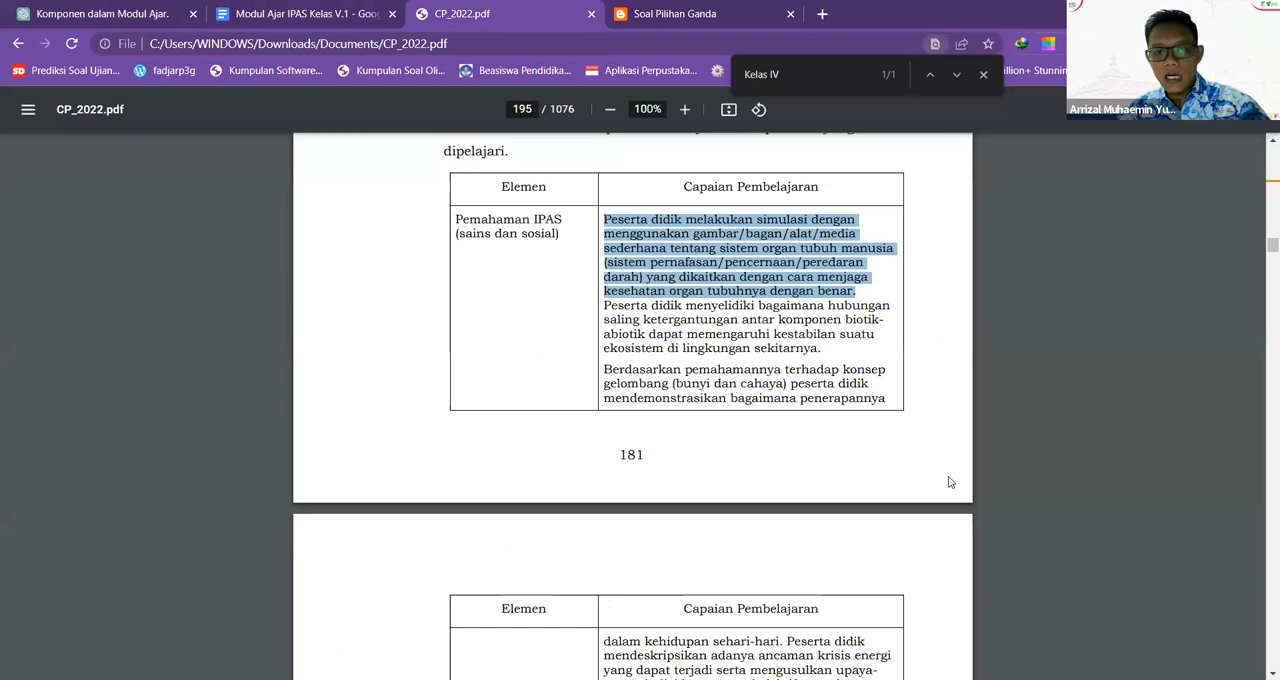 Komponen dalam Modul Ajar.
Modul Ajar IPAS Kelas V.1 - Goog
CP_2022.pdf
Soal Pilihan Ganda
File
C:/Users/WINDOWS/Downloads/Documents/CP_2022.pdf
Prediksi Soal Ujian...
fadjarp3g
Kumpulan Software...
Kumpulan Soal Oli...
Beasiswa Pendidika...
Aplikasi Perpustaka...
illion+ Stunnin
Kelas IV
1/1
Arrizal Muhaemin Yu...
CP_2022.pdf
195 / 1076
100%
dipelajari.
Elemen
Capaian Pembelajaran
Pemahaman IPAS
(sains dan sosial)
Peserta didik melakukan simulasi dengan
menggunakan gambar/bagan/alat/media
sederhana tentang sistem organ tubuh manusia
(sistem pernafasan/pencernaan/peredaran
darah) yang dikaitkan dengan cara menjaga
kesehatan organ tubuhnya dengan benar.
Peserta didik menyelidiki bagaimana hubungan
saling ketergantungan antar komponen biotik-
abiotik dapat memengaruhi kestabilan suatu
ekosistem di lingkungan sekitarnya.
Berdasarkan pemahamannya terhadap konsep
gelombang (bunyi dan cahaya) peserta didik
mendemonstrasikan bagaimana penerapannya
181
Elemen
Capaian Pembelajaran
dalam kehidupan sehari-hari. Peserta didik
mendeskripsikan adanya ancaman krisis energi
yang dapat terjadi serta mengusulkan upaya-